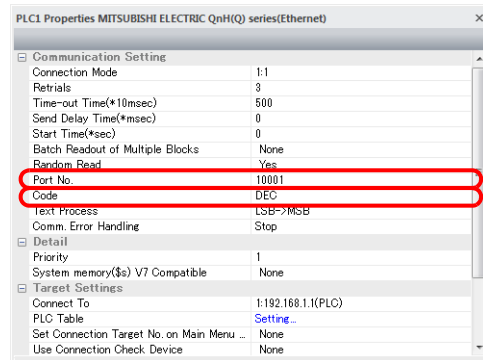 PLC1 Properties MITSUBISHI ELECTRIC QnH(Q) series(Ethernet) ×
Communication Setting
Connection Mode 1:1
Retrials 3
Time-out Time(*10msec) 500
Send Delay Time(*msec) 0
Start Time(*sec) 0
Batch Readout of Multiple Blocks None
Random Read Yes
Port No. 10001
Code DEC
Text Process LSB->MSB
Comm. Error Handling Stop
Detail
Priority 1
System memory($s) V7 Compatible None
Target Settings
Connect To 1:192.168.1.1(PLC)
PLC Table Setting...
Set Connection Target No. on Main Menu ... None
Use Connection Check Device None